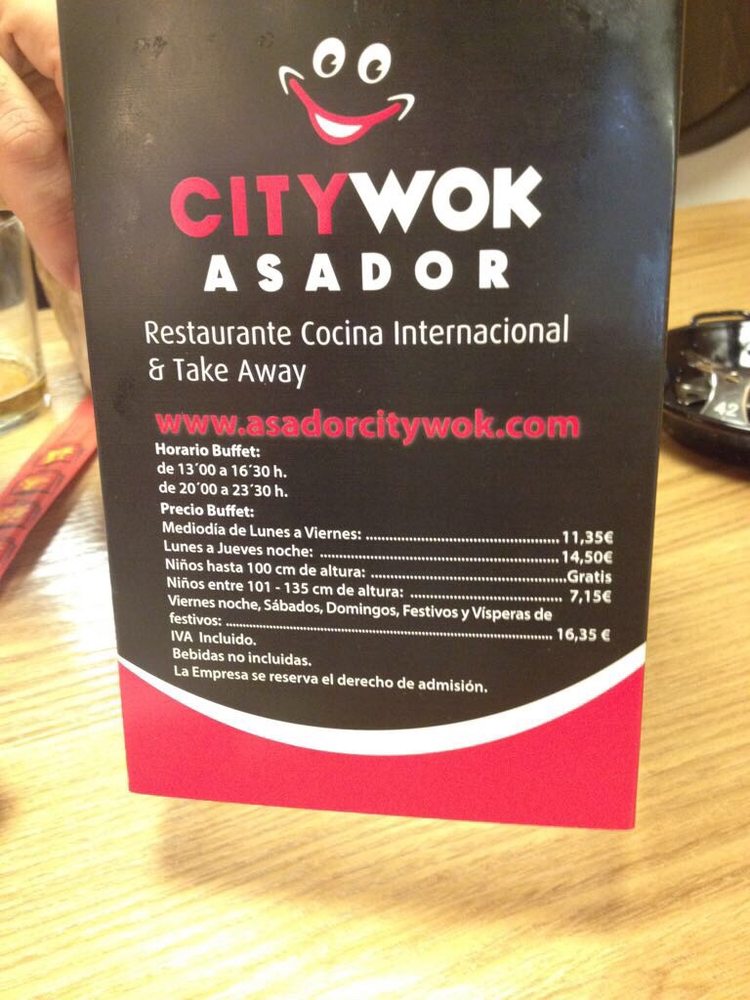 CITYWOK
ASADOR
Restaurante Cocina Internacional
& Take Away
www.asadorcitywok.com
Horario Buffet:
de 13´00 a 16´30 h.
de 20´00 a 23´30 h.
Precio Buffet:
Mediodía de Lunes a Viernes: ........................................................ 11,35€
Lunes a Jueves noche: .................................................................... 14,50€
Niños hasta 100 cm de altura: .......................................................Gratis
Niños entre 101 - 135 cm de altura: ............................................. 7,15€
Viernes noche, Sábados, Domingos, Festivos y Vísperas de
festivos: ............................................................................................... 16,35 €
IVA Incluido.
Bebidas no incluidas.
La Empresa se reserva el derecho de admisión.
42